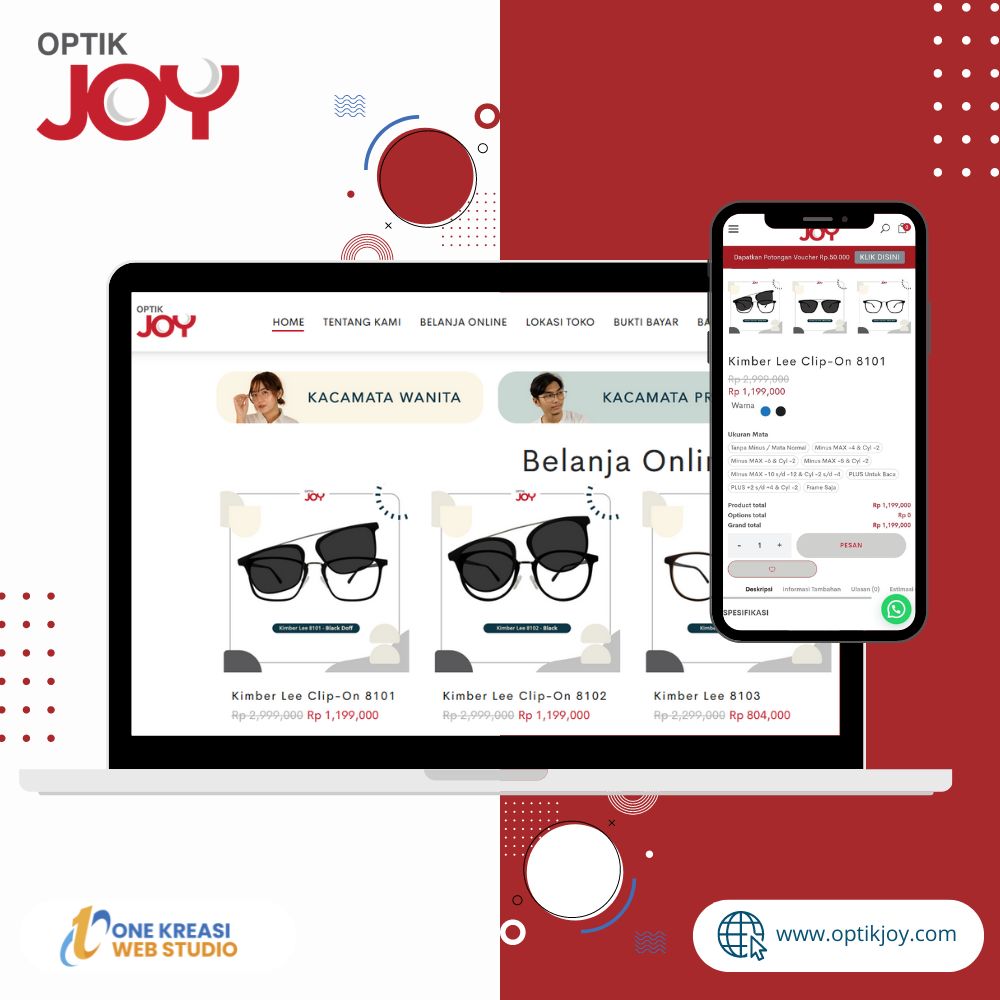 OPTIK
JOY
OPTIK
JOY
HOME TENTANG KAMI BELANJA ONLINE LOKASI TOKO BUKTI BAYAR BA
KACAMATA WANITA
KACAMATA PR
Belanja Onlin
JOY
JOY
Kimber Lee 8101 - Black Doff
Kimber Lee 8102 - Black
Kimb
Kimber Lee Clip-On 8101
Rp 2,999,000 Rp 1,199,000
Kimber Lee Clip-On 8102
Rp 2,999,000 Rp 1,199,000
Kimber Lee 8103
Rp 2,299,000 Rp 804,000
JOY
Dapatkan Potongan Voucher Rp.50.000 KLIK DISINI
Kimber Lee Clip-On 8101
Rp 2,999,000
Rp 1,199,000
Warna
Ukuran Mata
Tanpa Minus / Mata Normal Minus MAX -4 & Cyl -2
Minus MAX -6 & Cyl -2 Minus MAX -5 & Cyl -2
Minus MAX -10 s/d -12 & Cyl -2 s/d -4 PLUS Untuk Baca
PLUS +2 s/d +4 & Cyl -2 Frame Saja
Product total Rp 1,199,000
Options total Rp 0
Grand total Rp 1,199,000
- 1 + PESAN
Deskripsi Informasi Tambahan Ulasan (0) Estimasi
SPESIFIKASI
ONE KREASI
WEB STUDIO
www.optikjoy.com